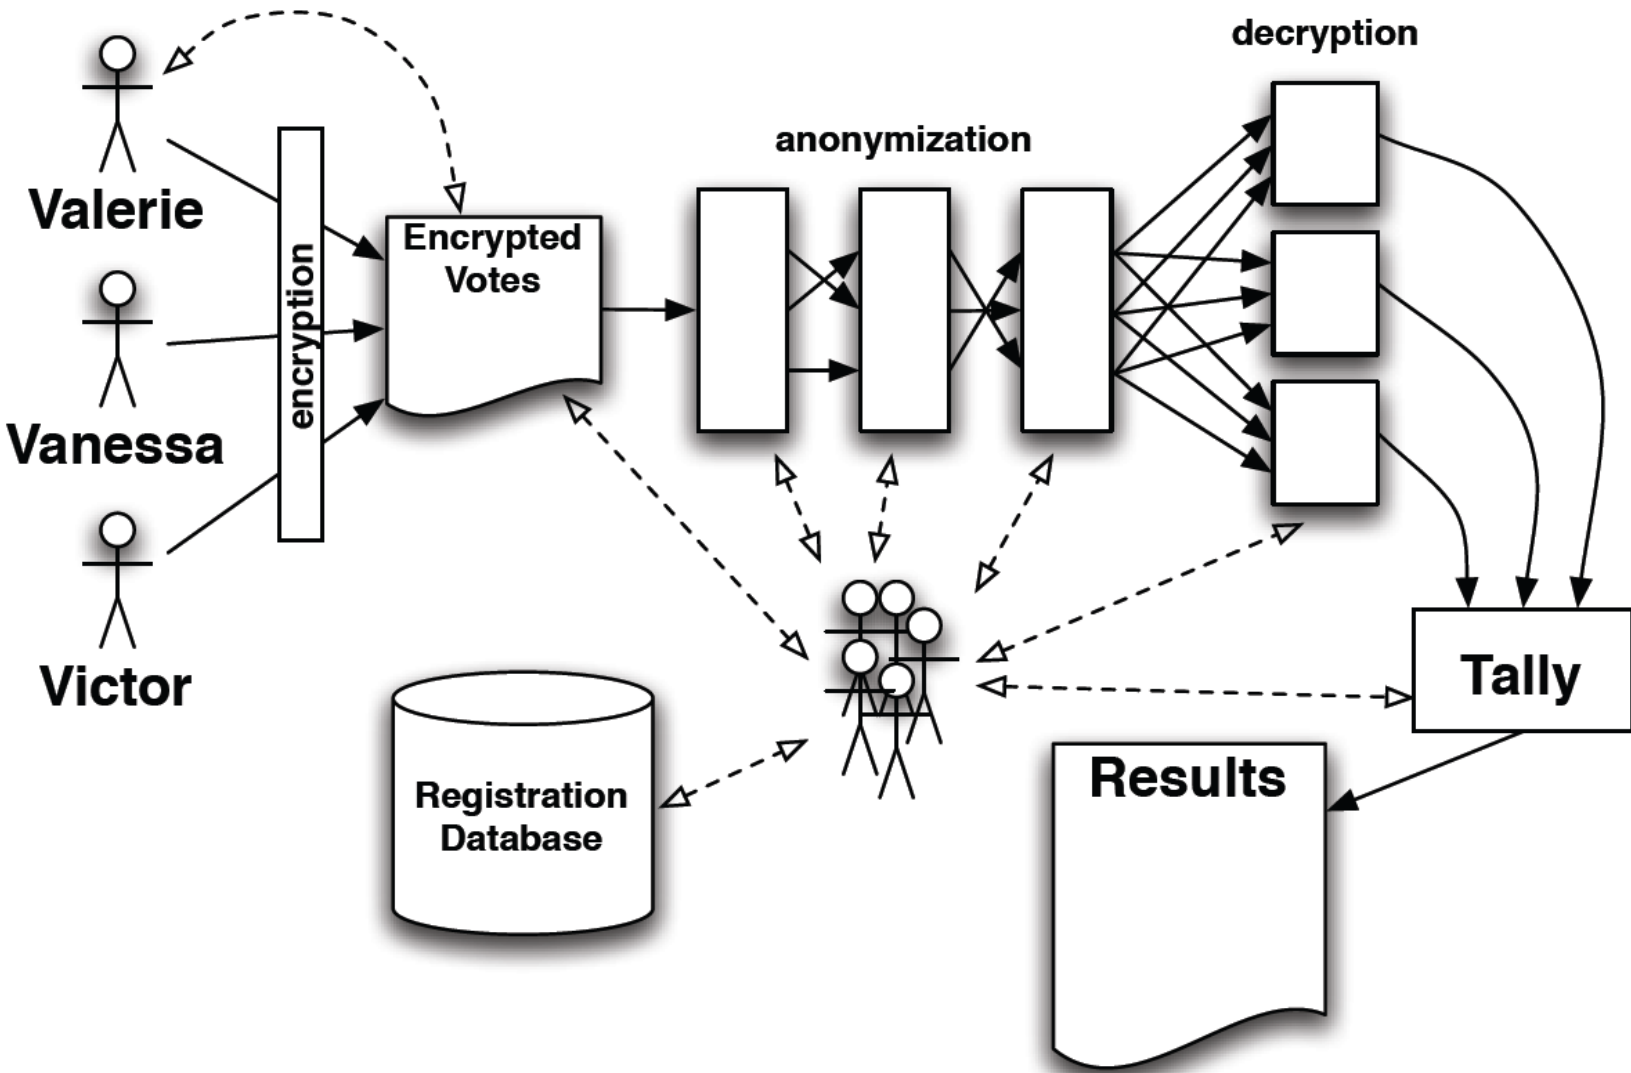 decryption
anonymization
Valerie
Encrypted
Votes
encryption
Vanessa
Victor
Tally
Registration
Database
Results